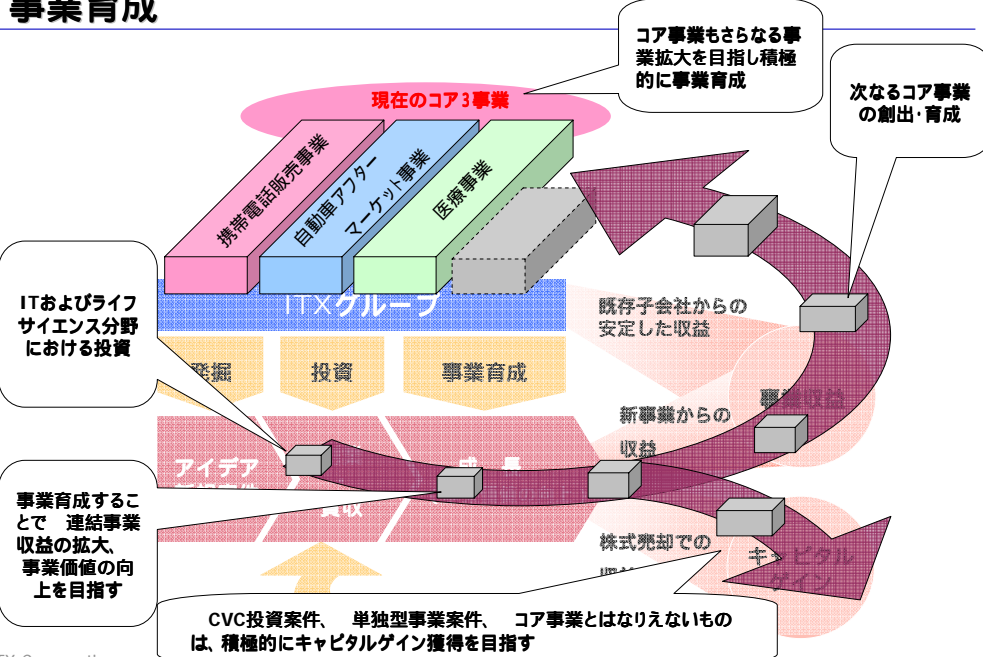 事業育成
コア事業もさらなる事
業拡大を目指し積極
的に事業育成
次なるコア事業
の創出・育成
現在のコア3事業
携帯電話販売事業
自動車アフター
マーケット事業
医療事業
ITXグループ
ITおよびライフ
サイエンス分野
における投資
発掘
投資
事業育成
既存子会社からの
安定した収益
新事業からの
収益
事業収益
アイデア
成 長
買収
事業育成するこ
とで 連結事業
収益の拡大、
事業価値の向
上を目指す
株式売却での
キャピタル
ゲイン
CVC投資案件、 単独型事業案件、 コア事業とはなりえないもの
は、積極的にキャピタルゲイン獲得を目指す